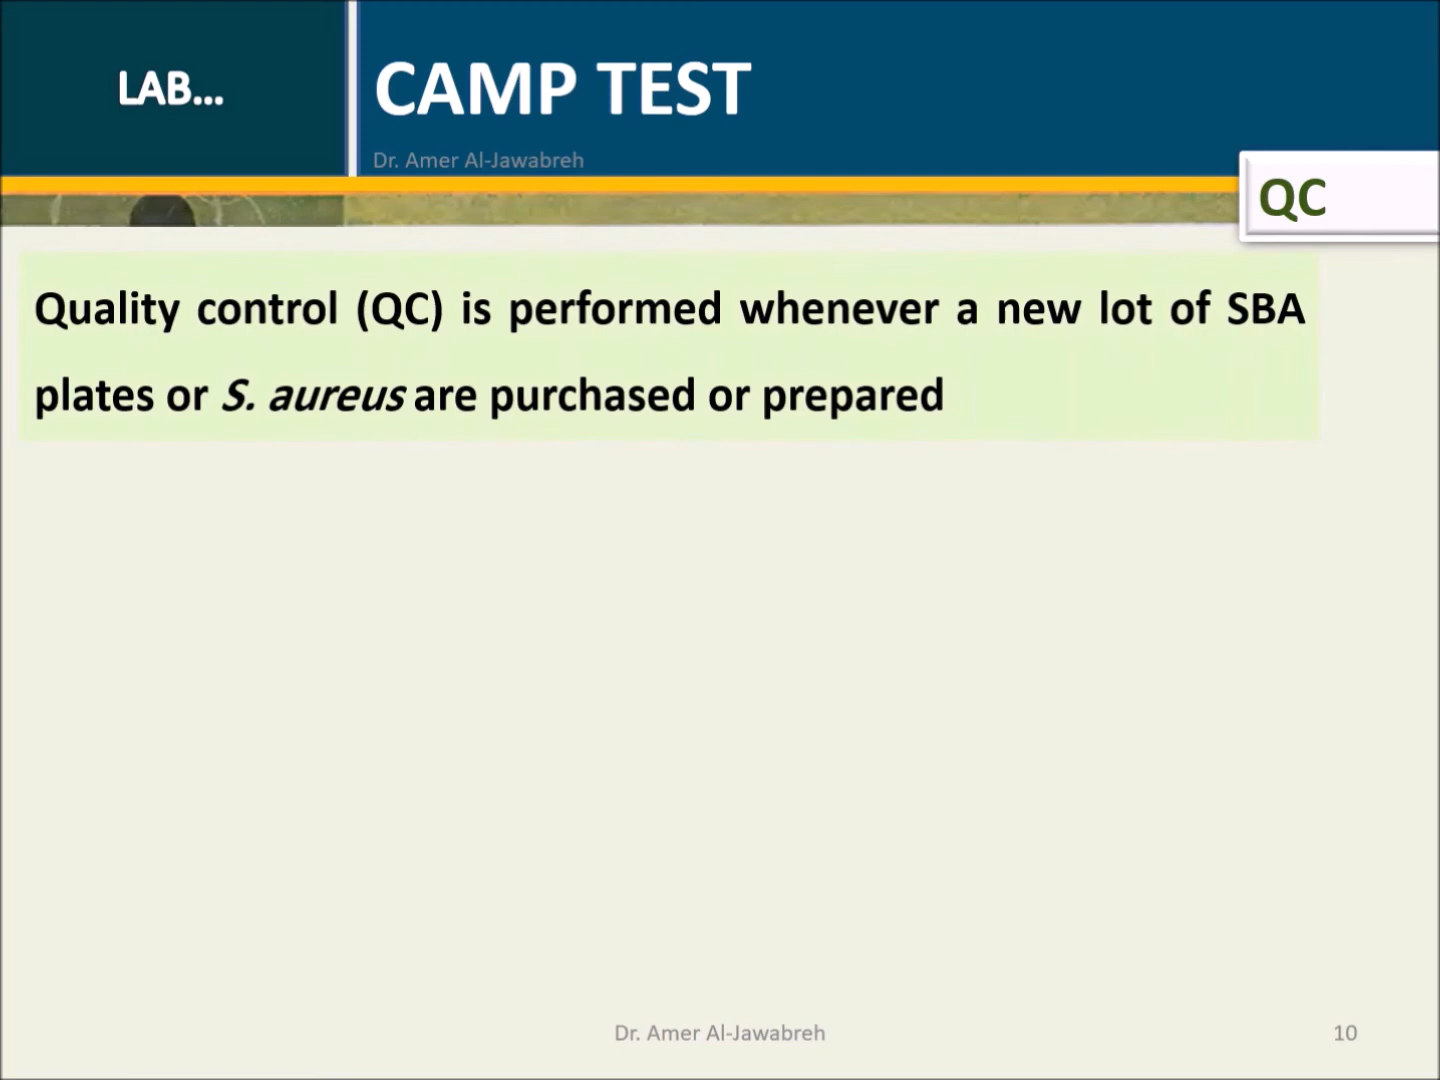 LAB...
CAMP TEST
Dr. Amer Al-Jawabreh
QC
Quality control (QC) is performed whenever a new lot of SBA
plates or S. aureus are purchased or prepared
Dr. Amer Al-Jawabreh
10